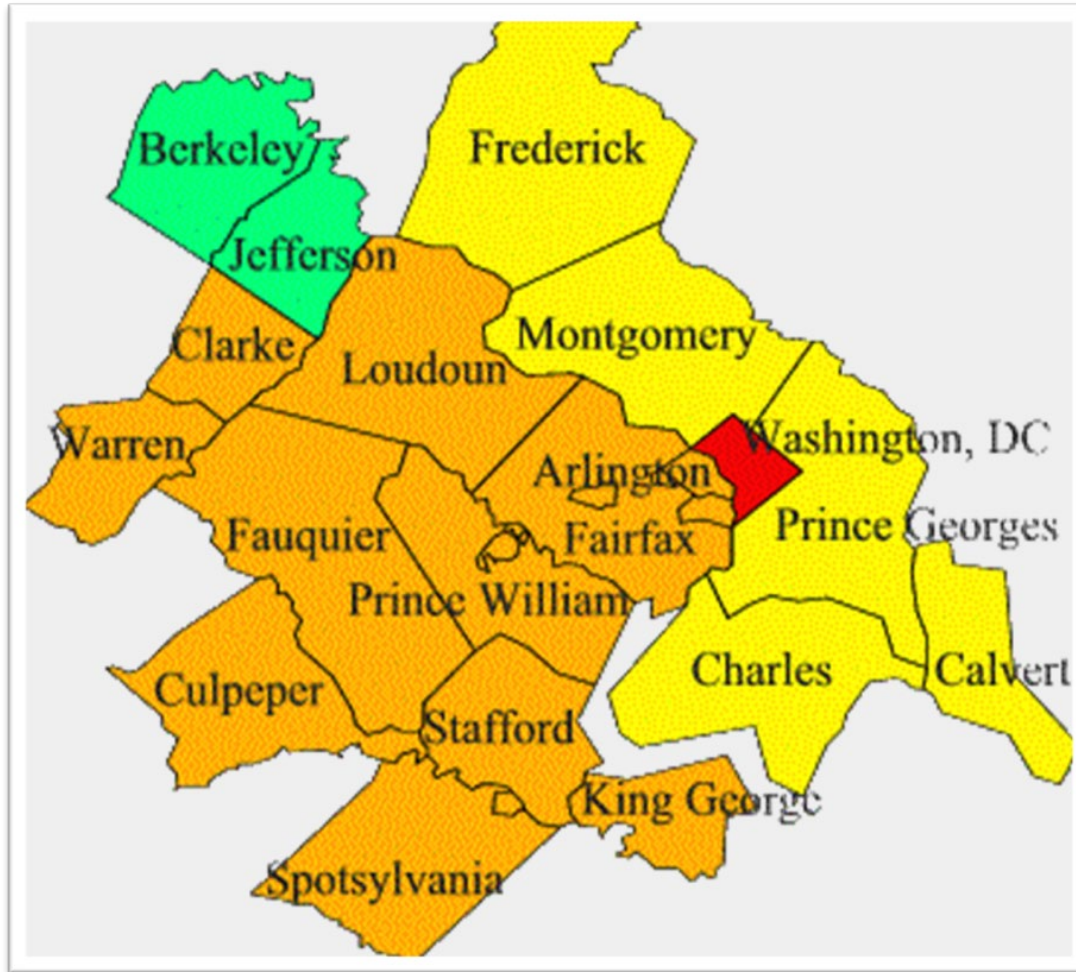 Berkeley
Frederick
Jefferson
Clarke
Montgomery
Loudoun
Warren
Washington, DC
Arlington
Fauquier
Fairfax
Prince Georges
Prince William
Culpeper
Stafford
Charles
Calvert
King George
Spotsylvania